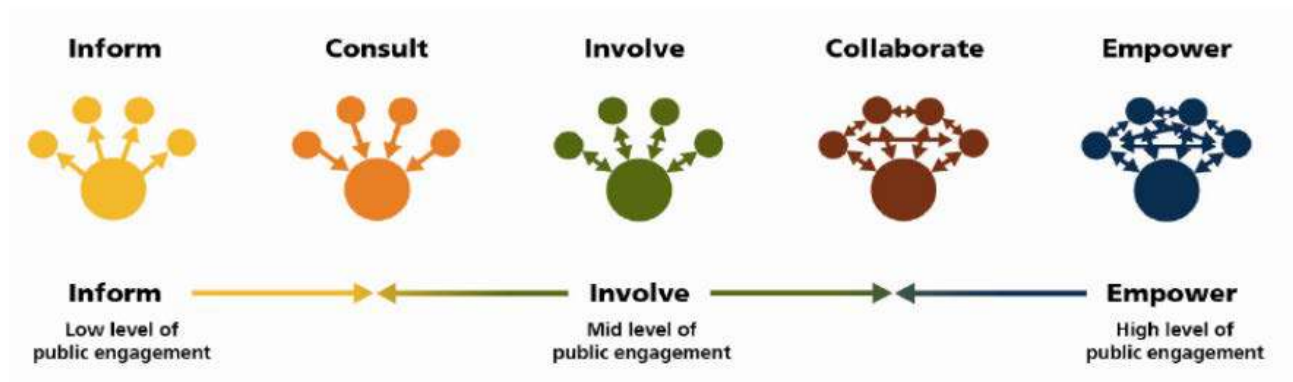 Inform
Consult
Involve
Collaborate
Empower
Inform
Low level of
public engagement
Involve
Mid level of
public engagement
Empower
High level of
public engagement